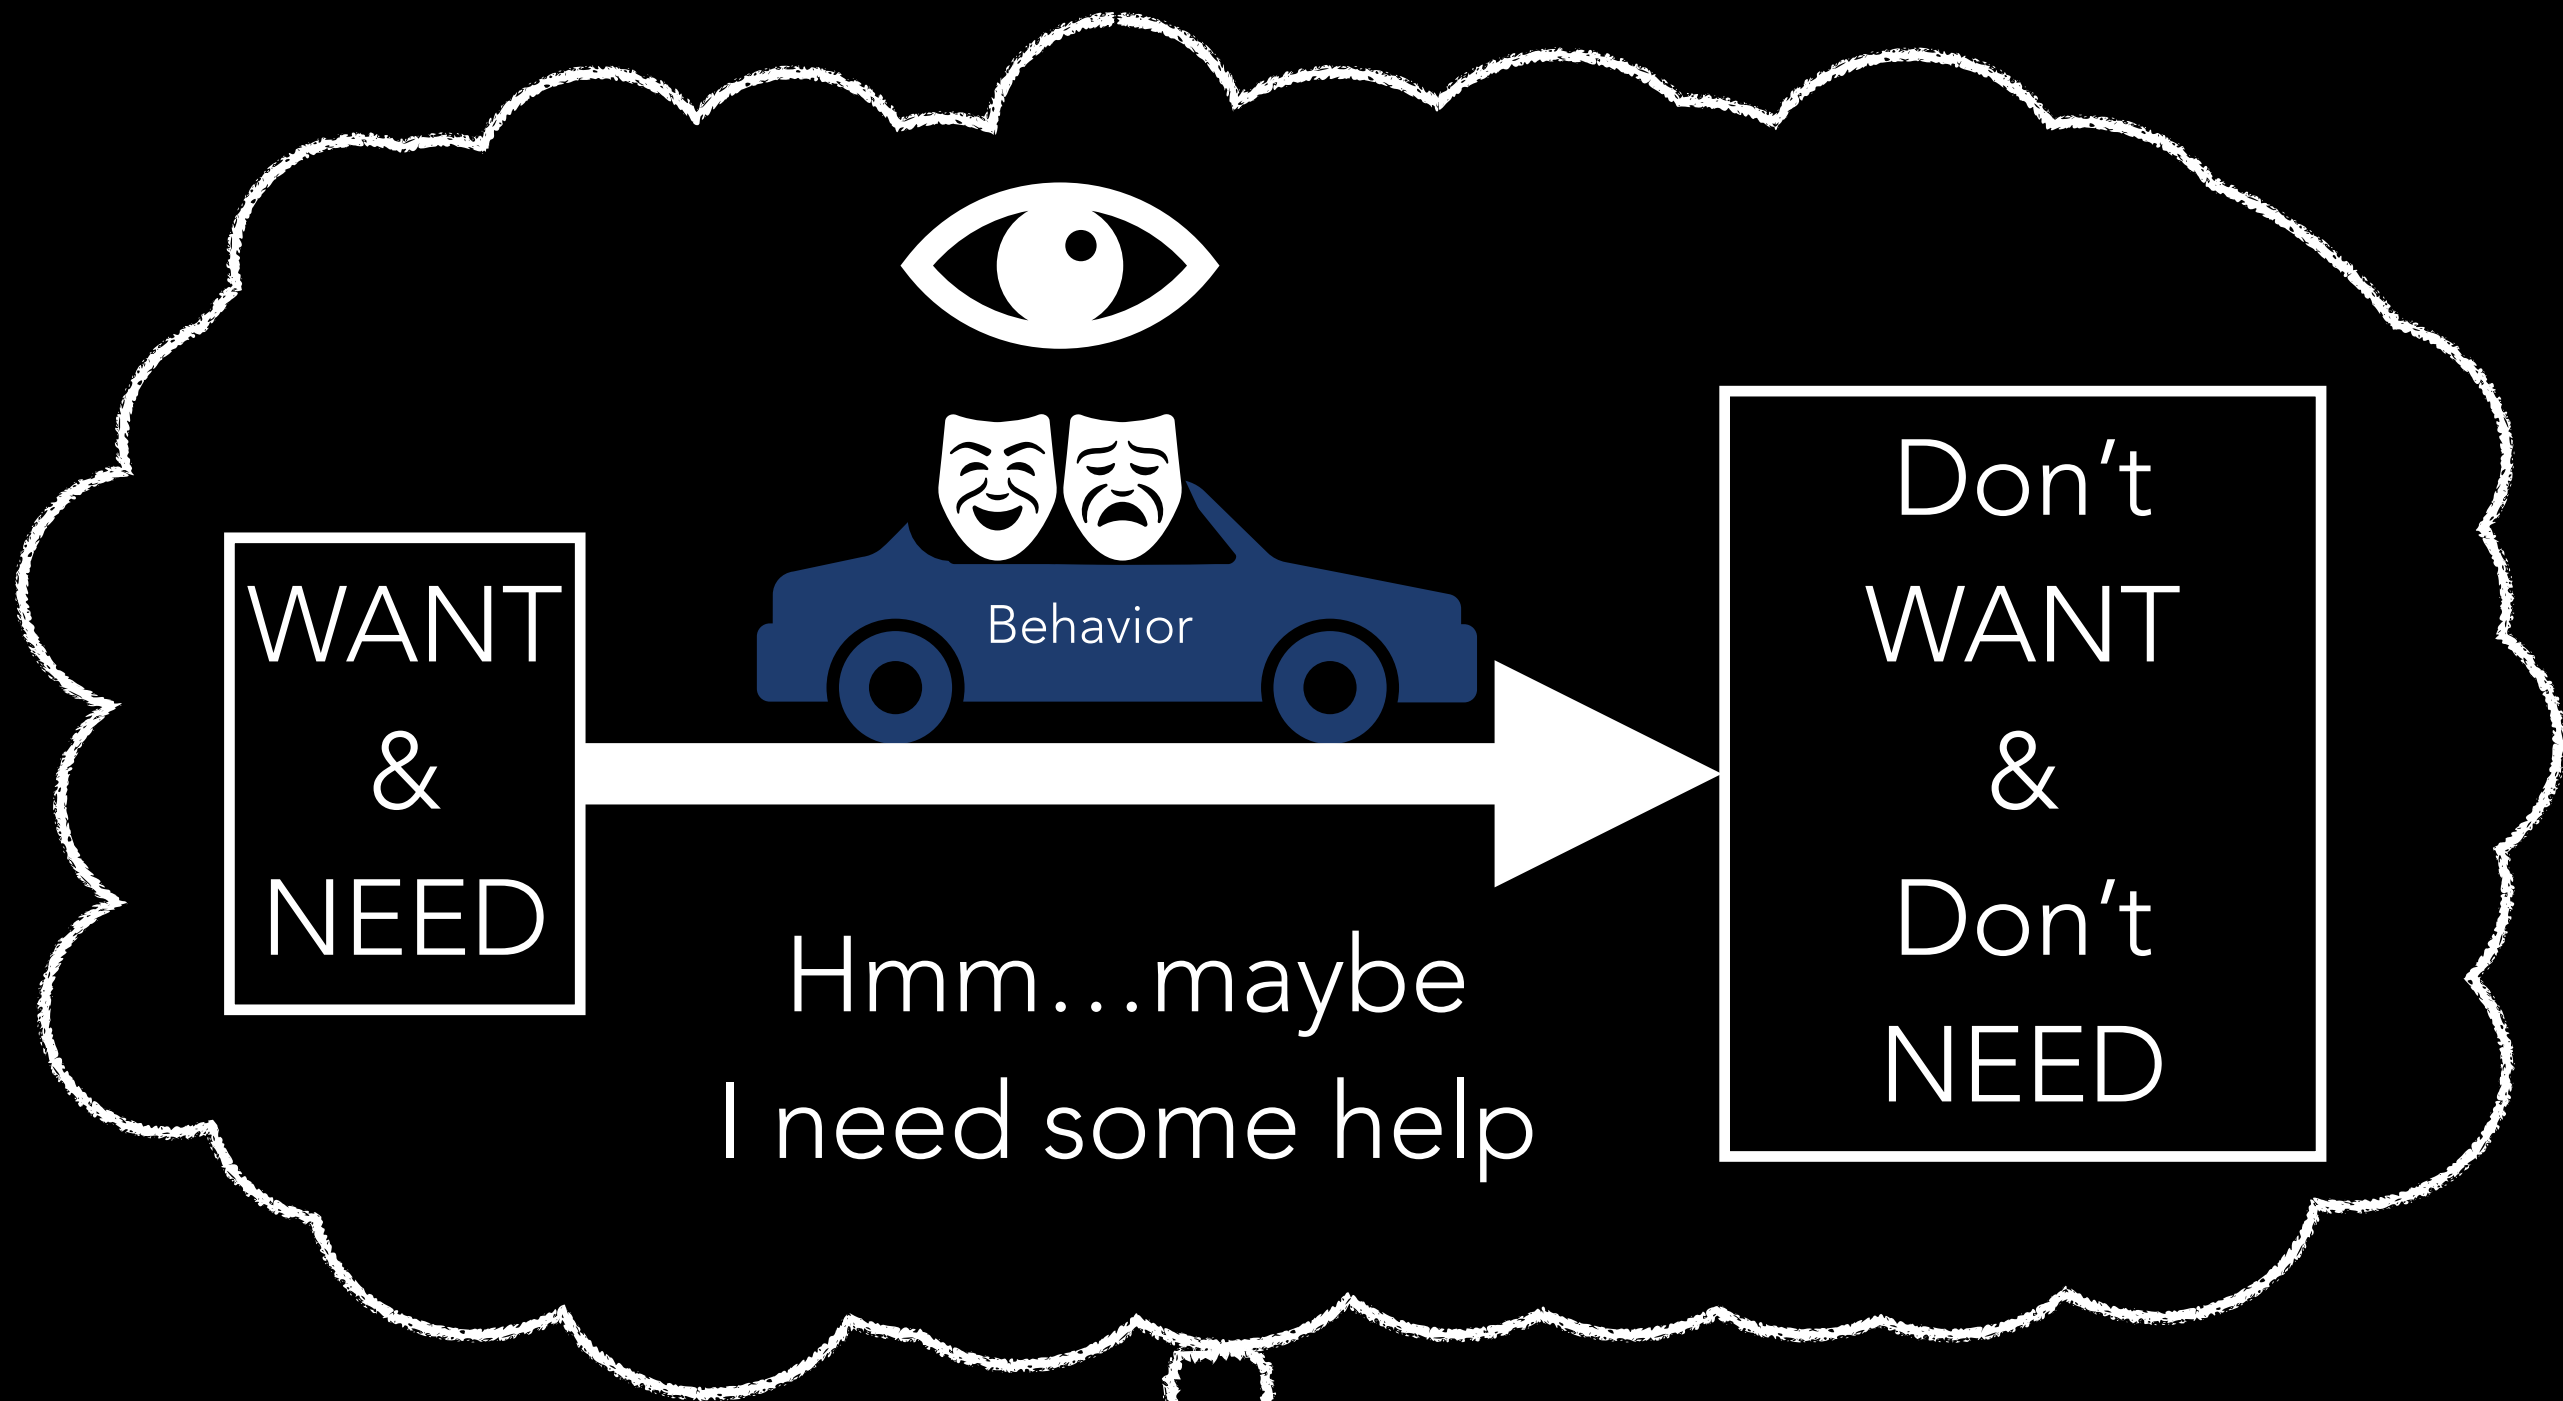 WANT
&
NEED
Behavior
Hmm…maybe
I need some help
Don’t
WANT
&
Don’t
NEED